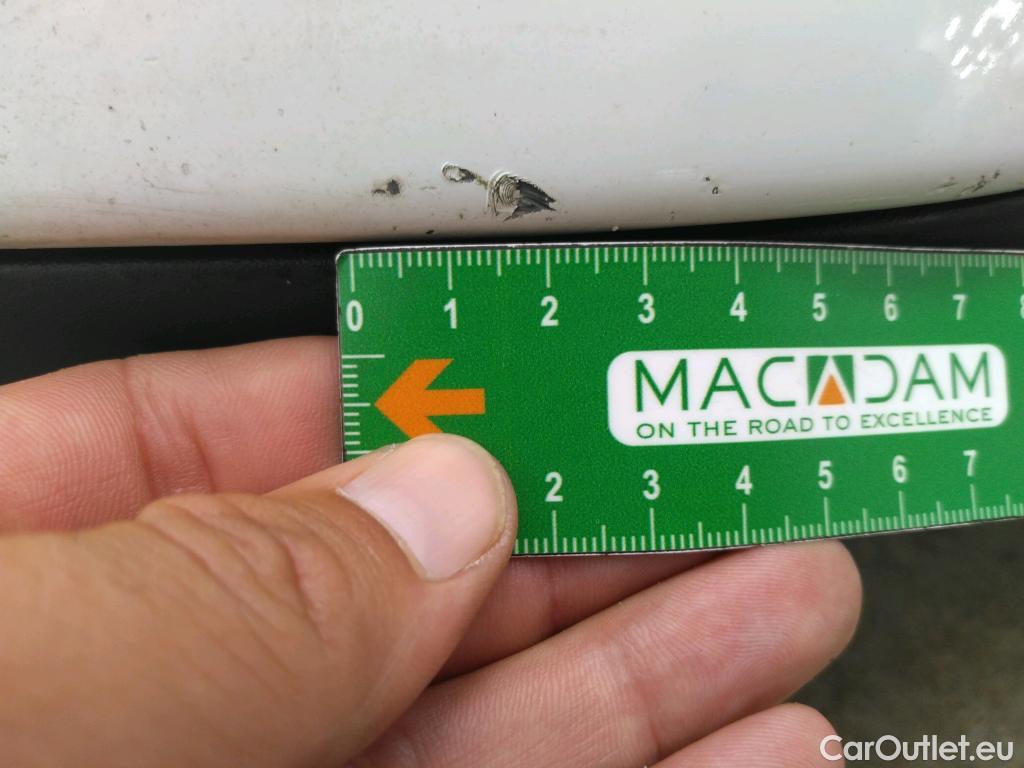 0 1 2 3 4 5 6 7 8
MACADAM
ON THE ROAD TO EXCELLENCE
2 3 4 5 6 7
CarOutlet.eu